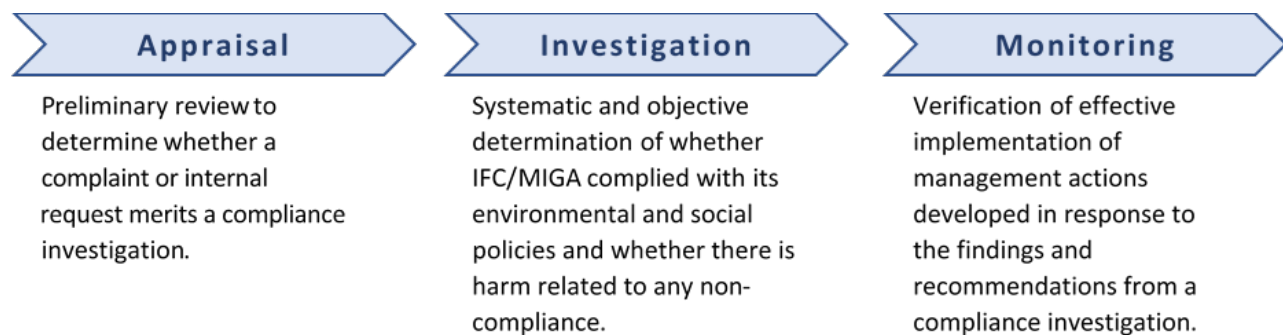 Appraisal
Preliminary review to
determine whether a
complaint or internal
request merits a compliance
investigation.
Investigation
Systematic and objective
determination of whether
IFC/MIGA complied with its
environmental and social
policies and whether there is
harm related to any non-
compliance.
Monitoring
Verification of effective
implementation of
management actions
developed in response to
the findings and
recommendations from a
compliance investigation.